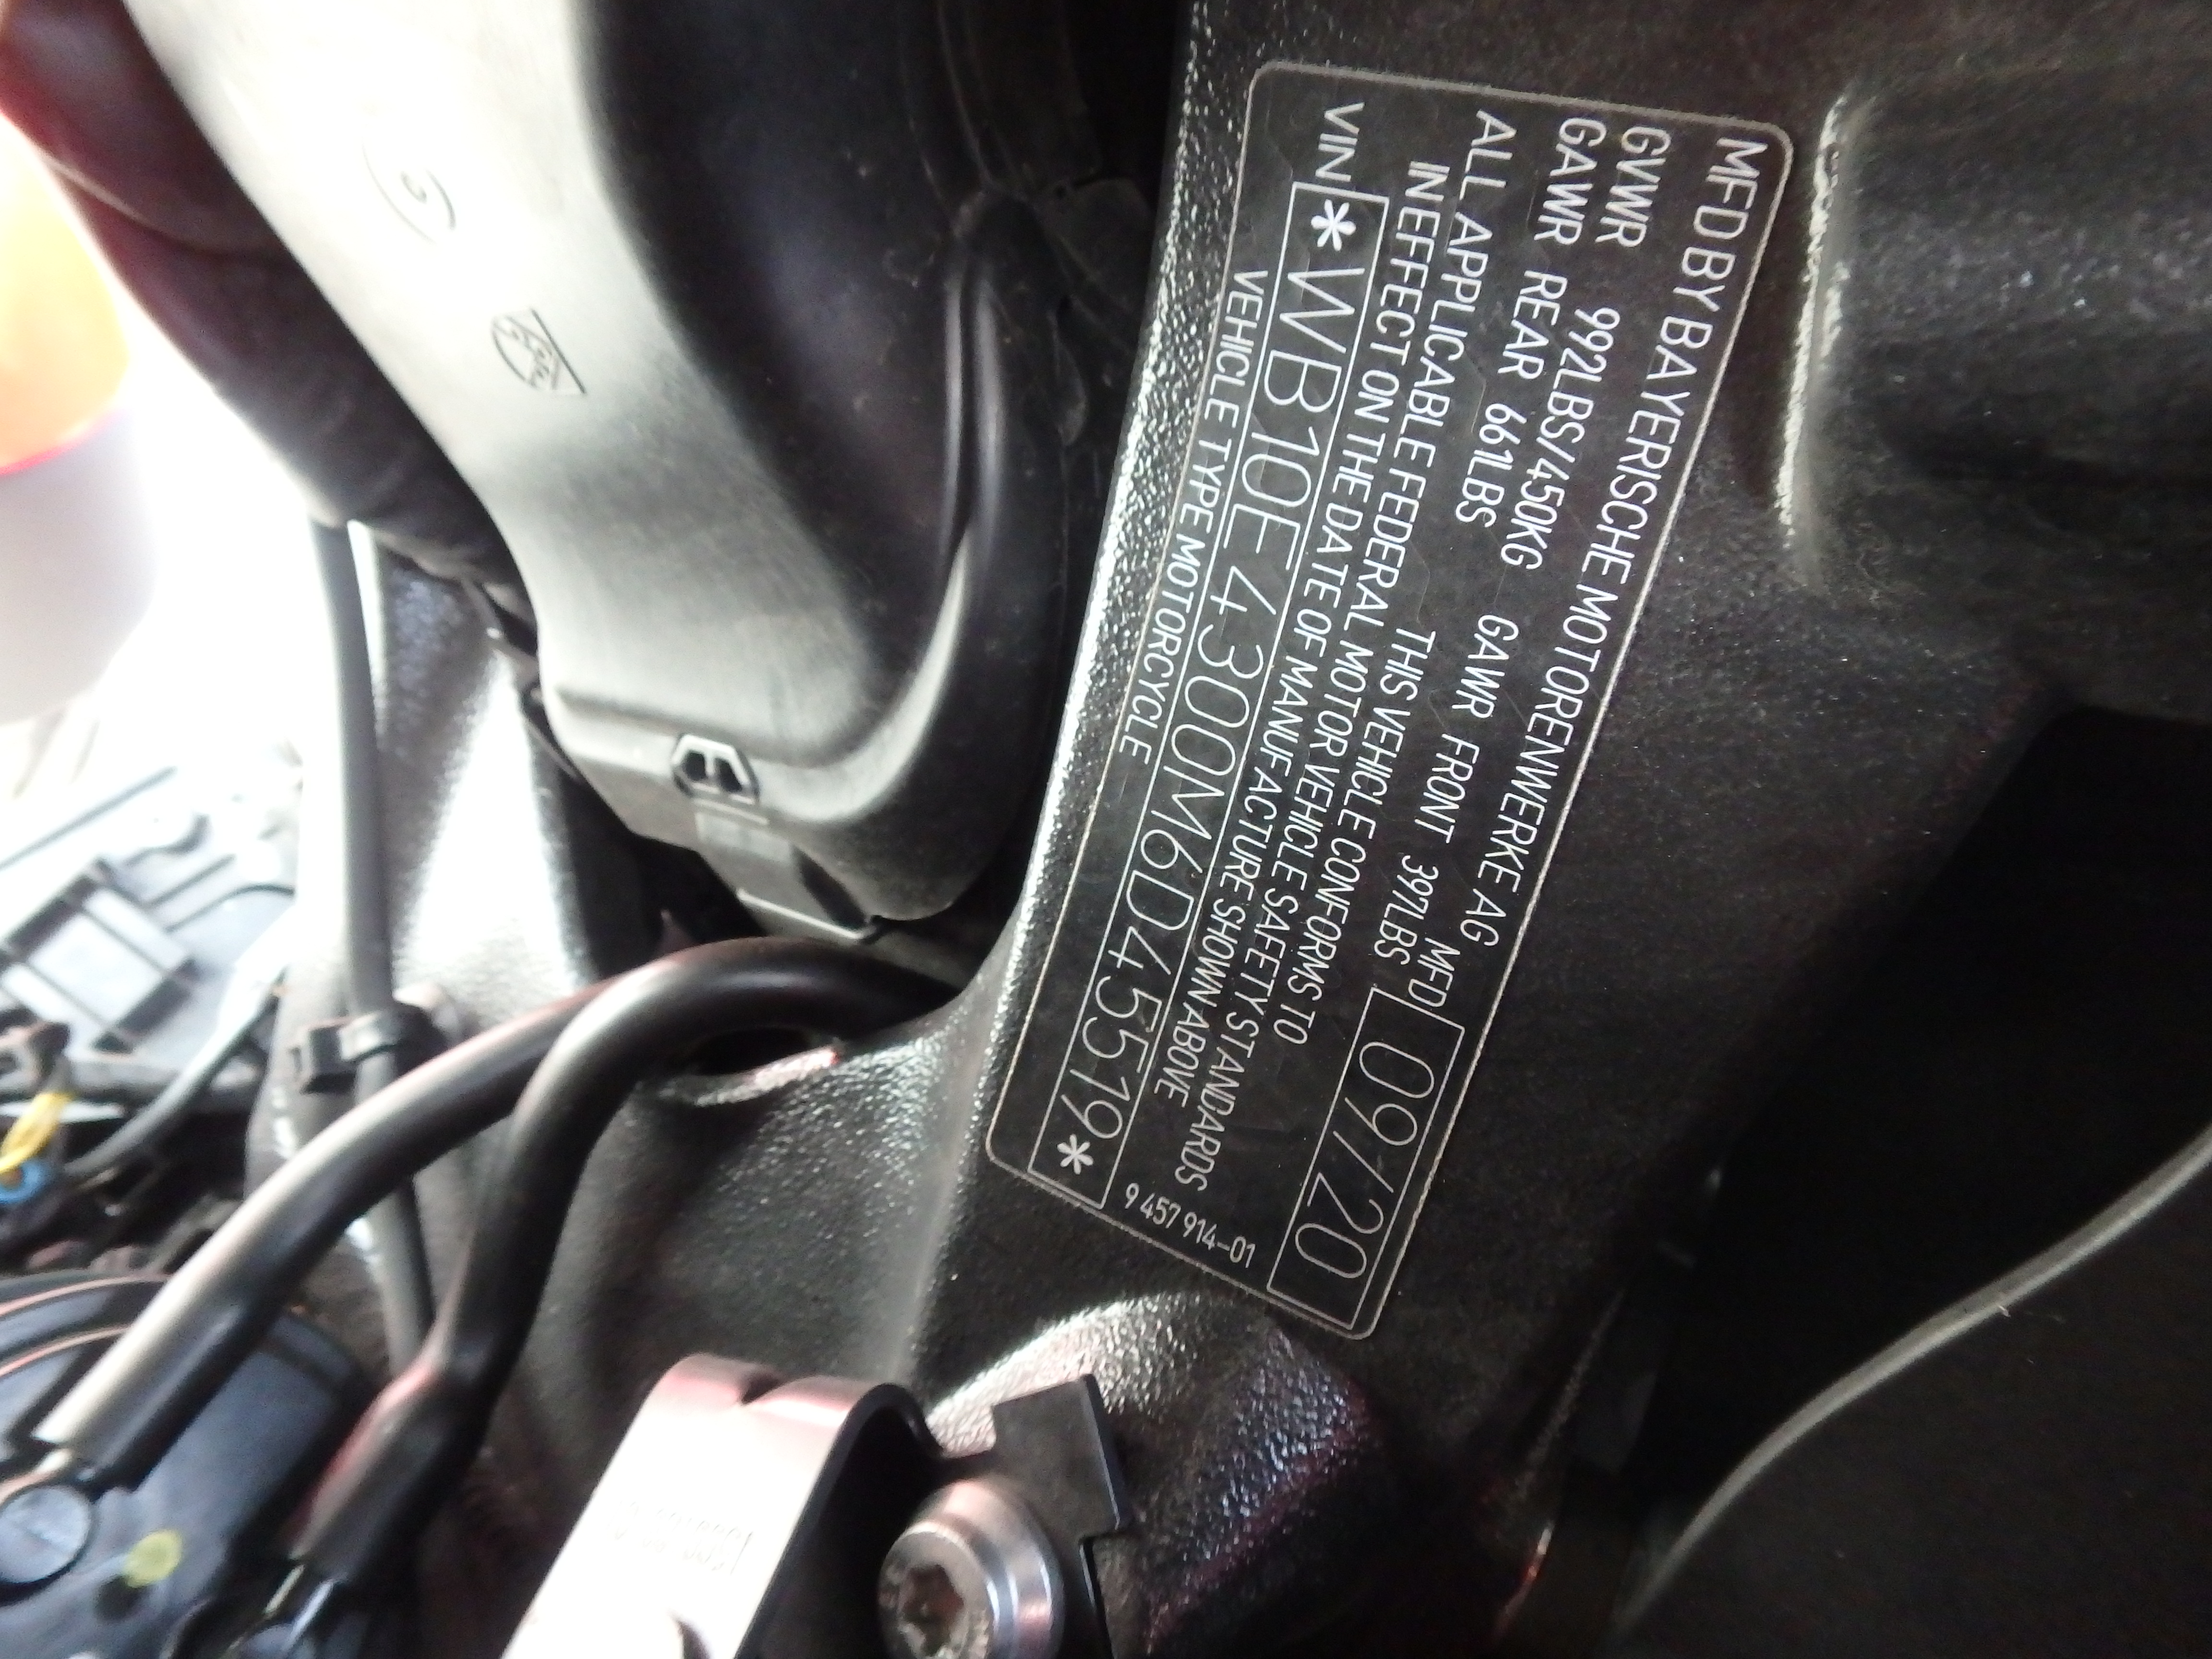 MFD BY BAYERISCHE MOTORENWERKE AG MFD 09/20
GVWR 992LBS/450KG GAWR FRONT 397LBS
GAWR REAR 661LBS THIS VEHICLE CONFORMS TO
ALL APPLICABLE FEDERAL MOTOR VEHICLE SAFETY STANDARDS
IN EFFECT ON THE DATE OF MANUFACTURE SHOWN ABOVE
VIN *WB10E4300M6D45519* 9 457 914-01
VEHICLE TYPE MOTORCYCLE